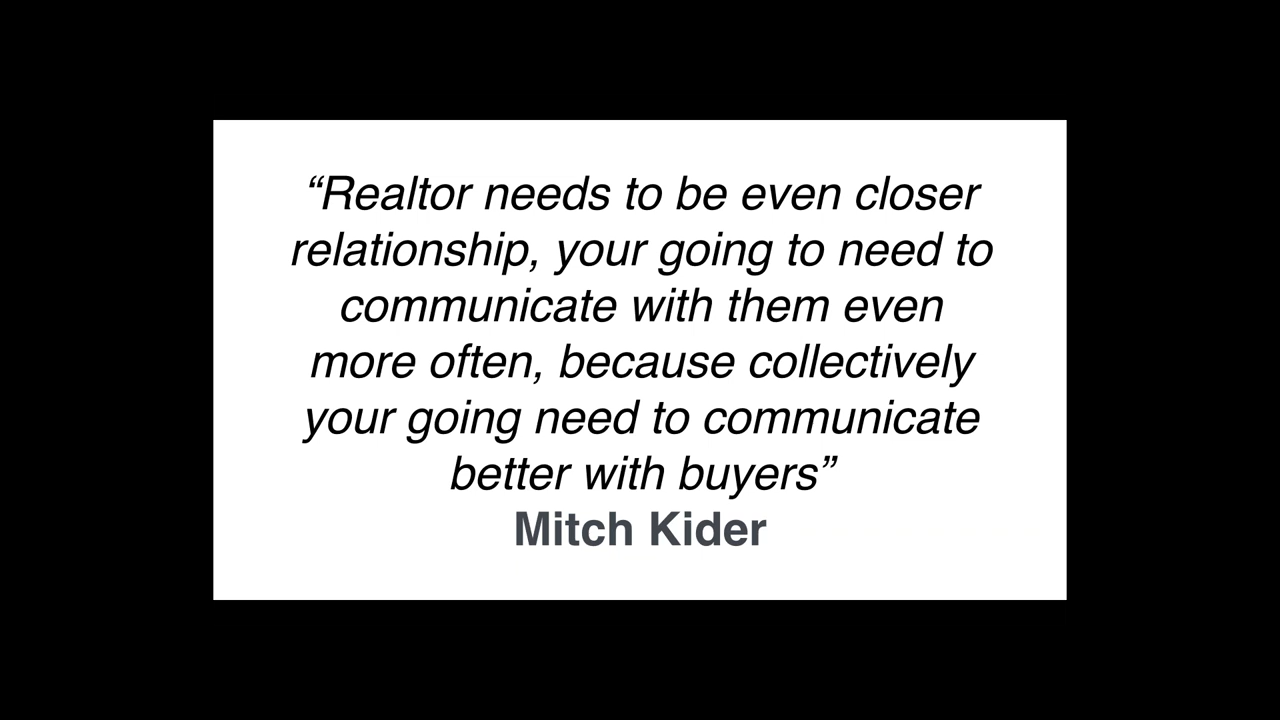 “Realtor needs to be even closer
relationship, your going to need to
communicate with them even
more often, because collectively
your going need to communicate
better with buyers”
Mitch Kider